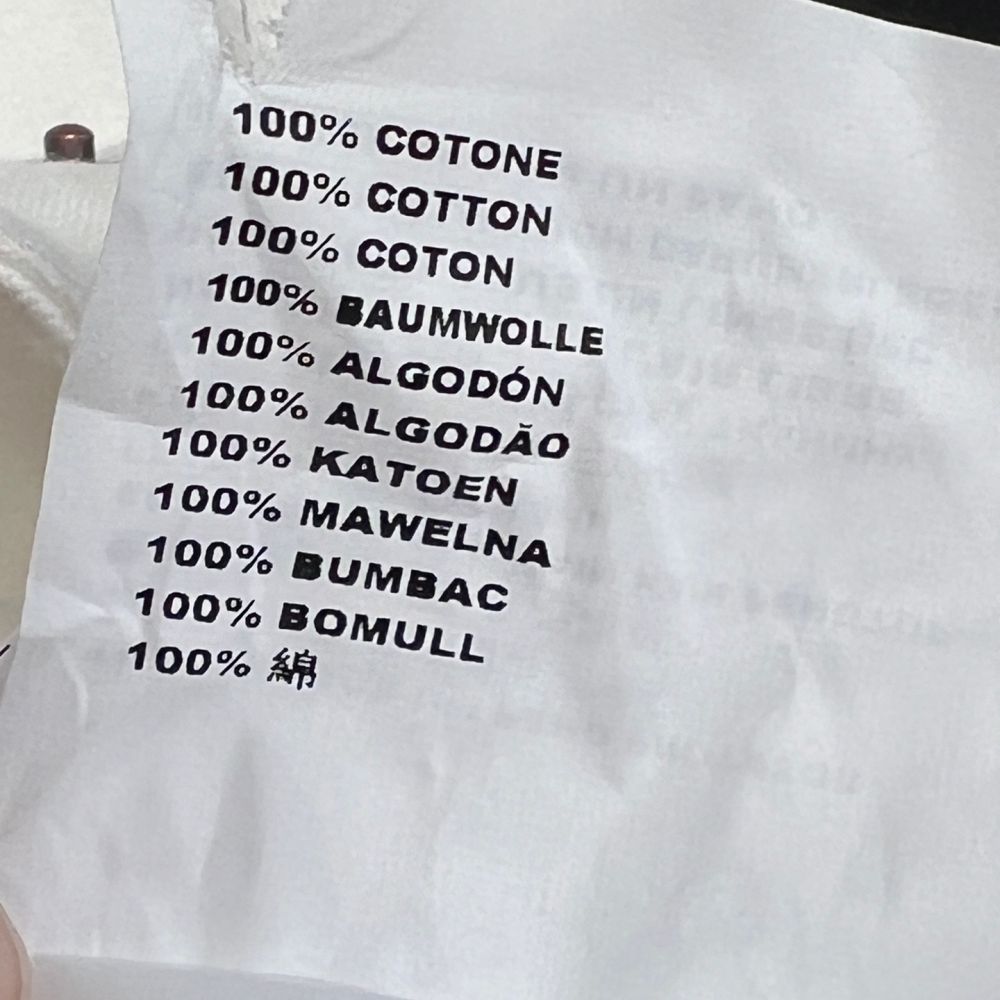 100% COTONE
100% COTTON
100% COTON
100% BAUMWOLLE
100% ALGODÓN
100% ALGODĂO
100% KATOEN
100% MAWELNA
100% BUMBAC
100% BOMULL
100% 綿